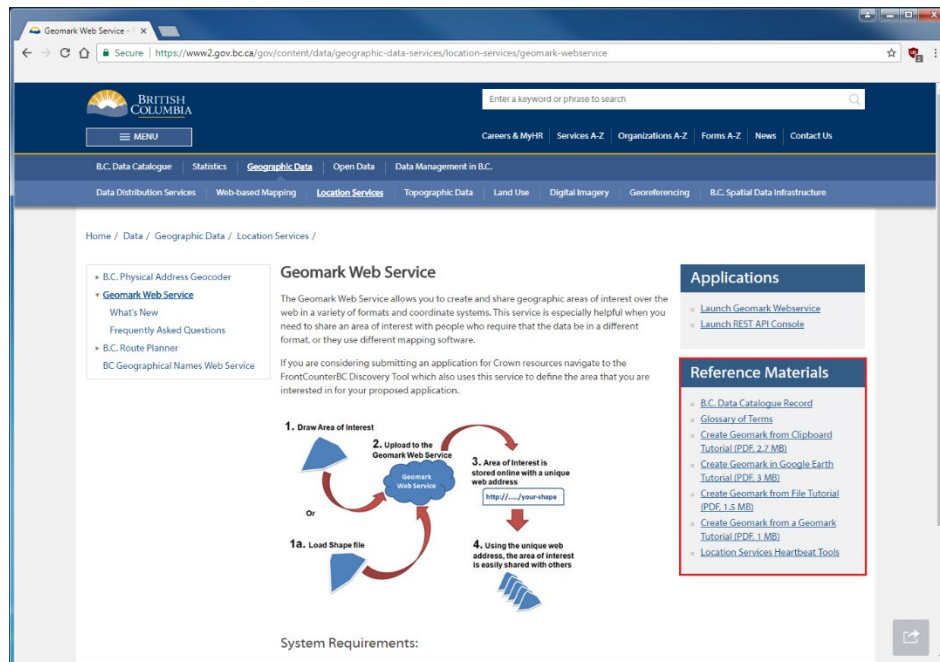 Geomark Web Service -
Secure | https://www2.gov.bc.ca/gov/content/data/geographic-data-services/location-services/geomark-webservice
BRITISH
COLUMBIA
Enter a keyword or phrase to search
MENU
Careers & MyHR | Services A-Z | Organizations A-Z | Forms A-Z | News | Contact Us
B.C. Data Catalogue | Statistics | Geographic Data | Open Data | Data Management in B.C.
Data Distribution Services | Web-based Mapping | Location Services | Topographic Data | Land Use | Digital Imagery | Georeferencing | B.C. Spatial Data Infrastructure
Home / Data / Geographic Data / Location Services /
B.C. Physical Address Geocoder
Geomark Web Service
What's New
Frequently Asked Questions
B.C. Route Planner
BC Geographical Names Web Service
Geomark Web Service
The Geomark Web Service allows you to create and share geographic areas of interest over the
web in a variety of formats and coordinate systems. This service is especially helpful when you
need to share an area of interest with people who require that the data be in a different
format, or they use different mapping software.
If you are considering submitting an application for Crown resources navigate to the
FrontCounterBC Discovery Tool which also uses this service to define the area that you are
interested in for your proposed application.
1. Draw Area of Interest
2. Upload to the
Geomark Web Service
Geomark
Web Service
Or
1a. Load Shape file
3. Area of Interest is
stored online with a unique
web address
http://...../your-shape
4. Using the unique web
address, the area of interest
is easily shared with others
System Requirements:
Applications
Launch Geomark Webservice
Launch REST API Console
Reference Materials
B.C. Data Catalogue Record
Glossary of Terms
Create Geomark from Clipboard
Tutorial (PDF, 2.7 MB)
Create Geomark in Google Earth
Tutorial (PDF, 3 MB)
Create Geomark from File Tutorial
(PDF, 1.5 MB)
Create Geomark from a Geomark
Tutorial (PDF, 1 MB)
Location Services Heartbeat Tools